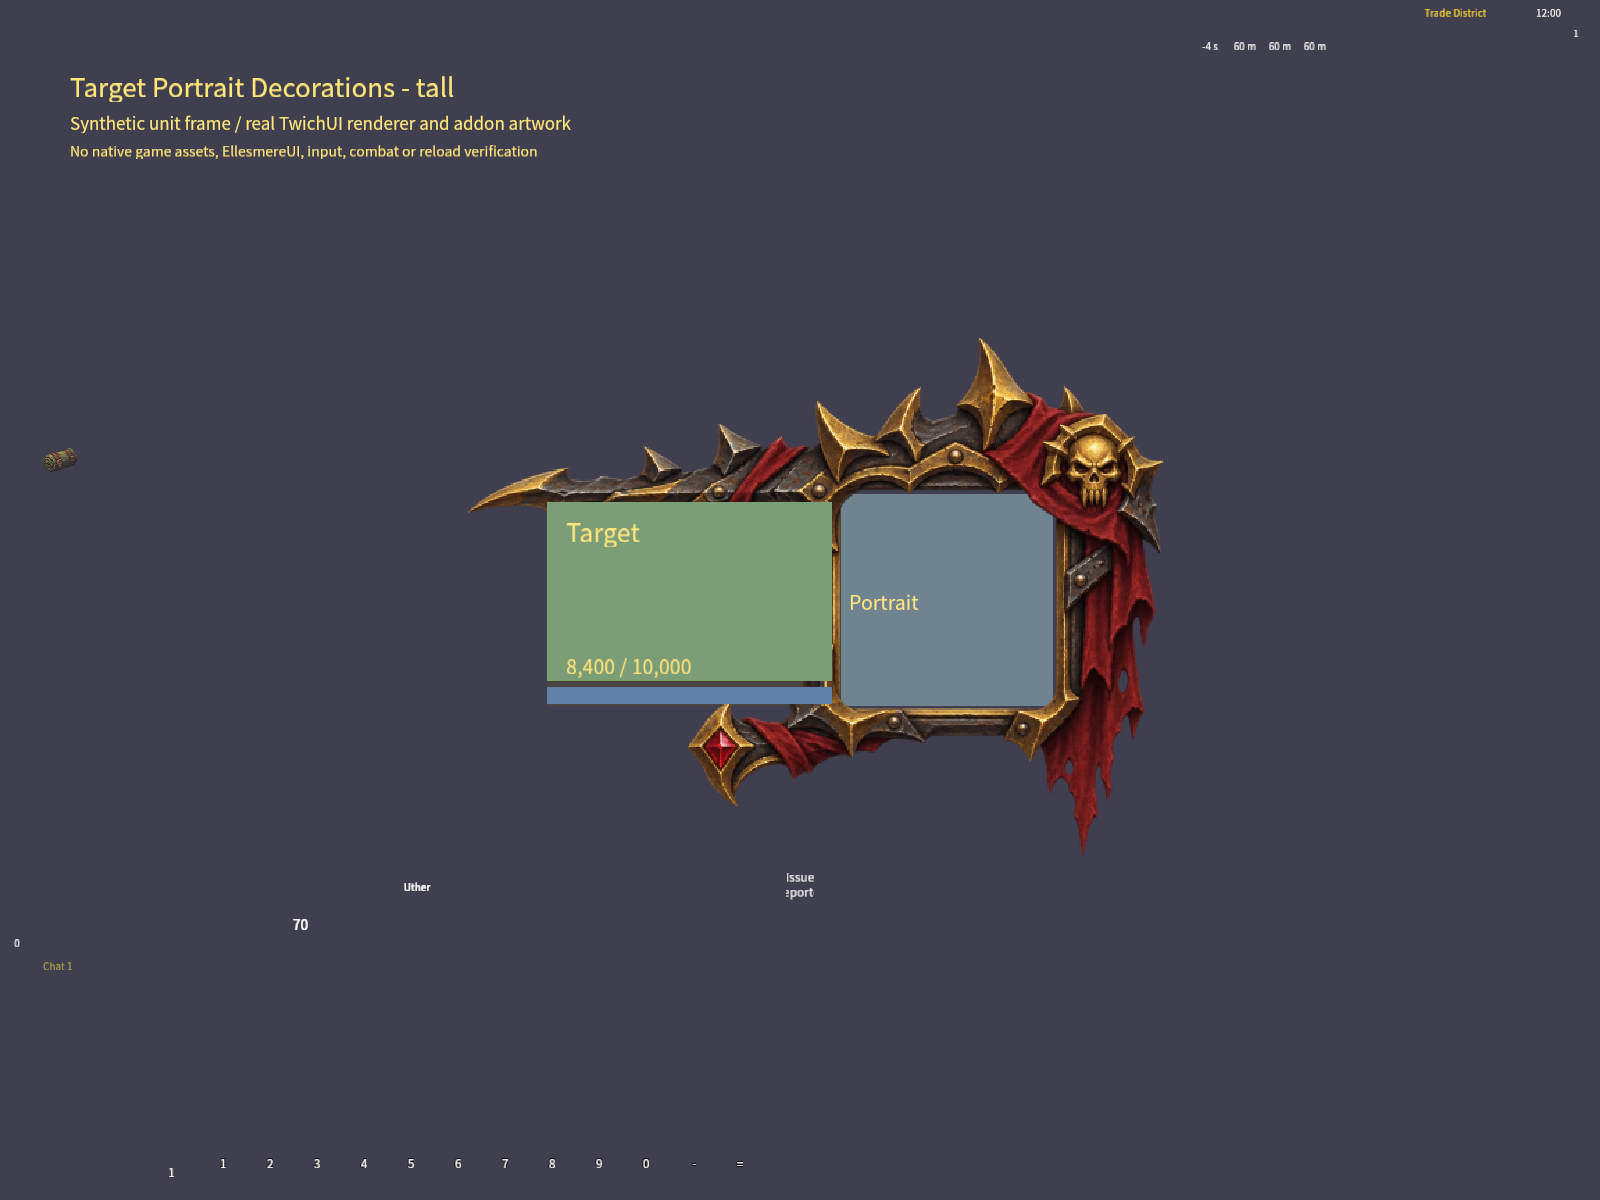 Trade District
12:00
1
-4 s
60 m
60 m
60 m
Target Portrait Decorations - tall
Synthetic unit frame / real TwichUI renderer and addon artwork
No native game assets, EllesmereUI, input, combat or reload verification
Target
Portrait
8,400 / 10,000
Issue
eport
Uther
70
0
Chat 1
1
1 2 3 4 5 6 7 8 9 0 - =